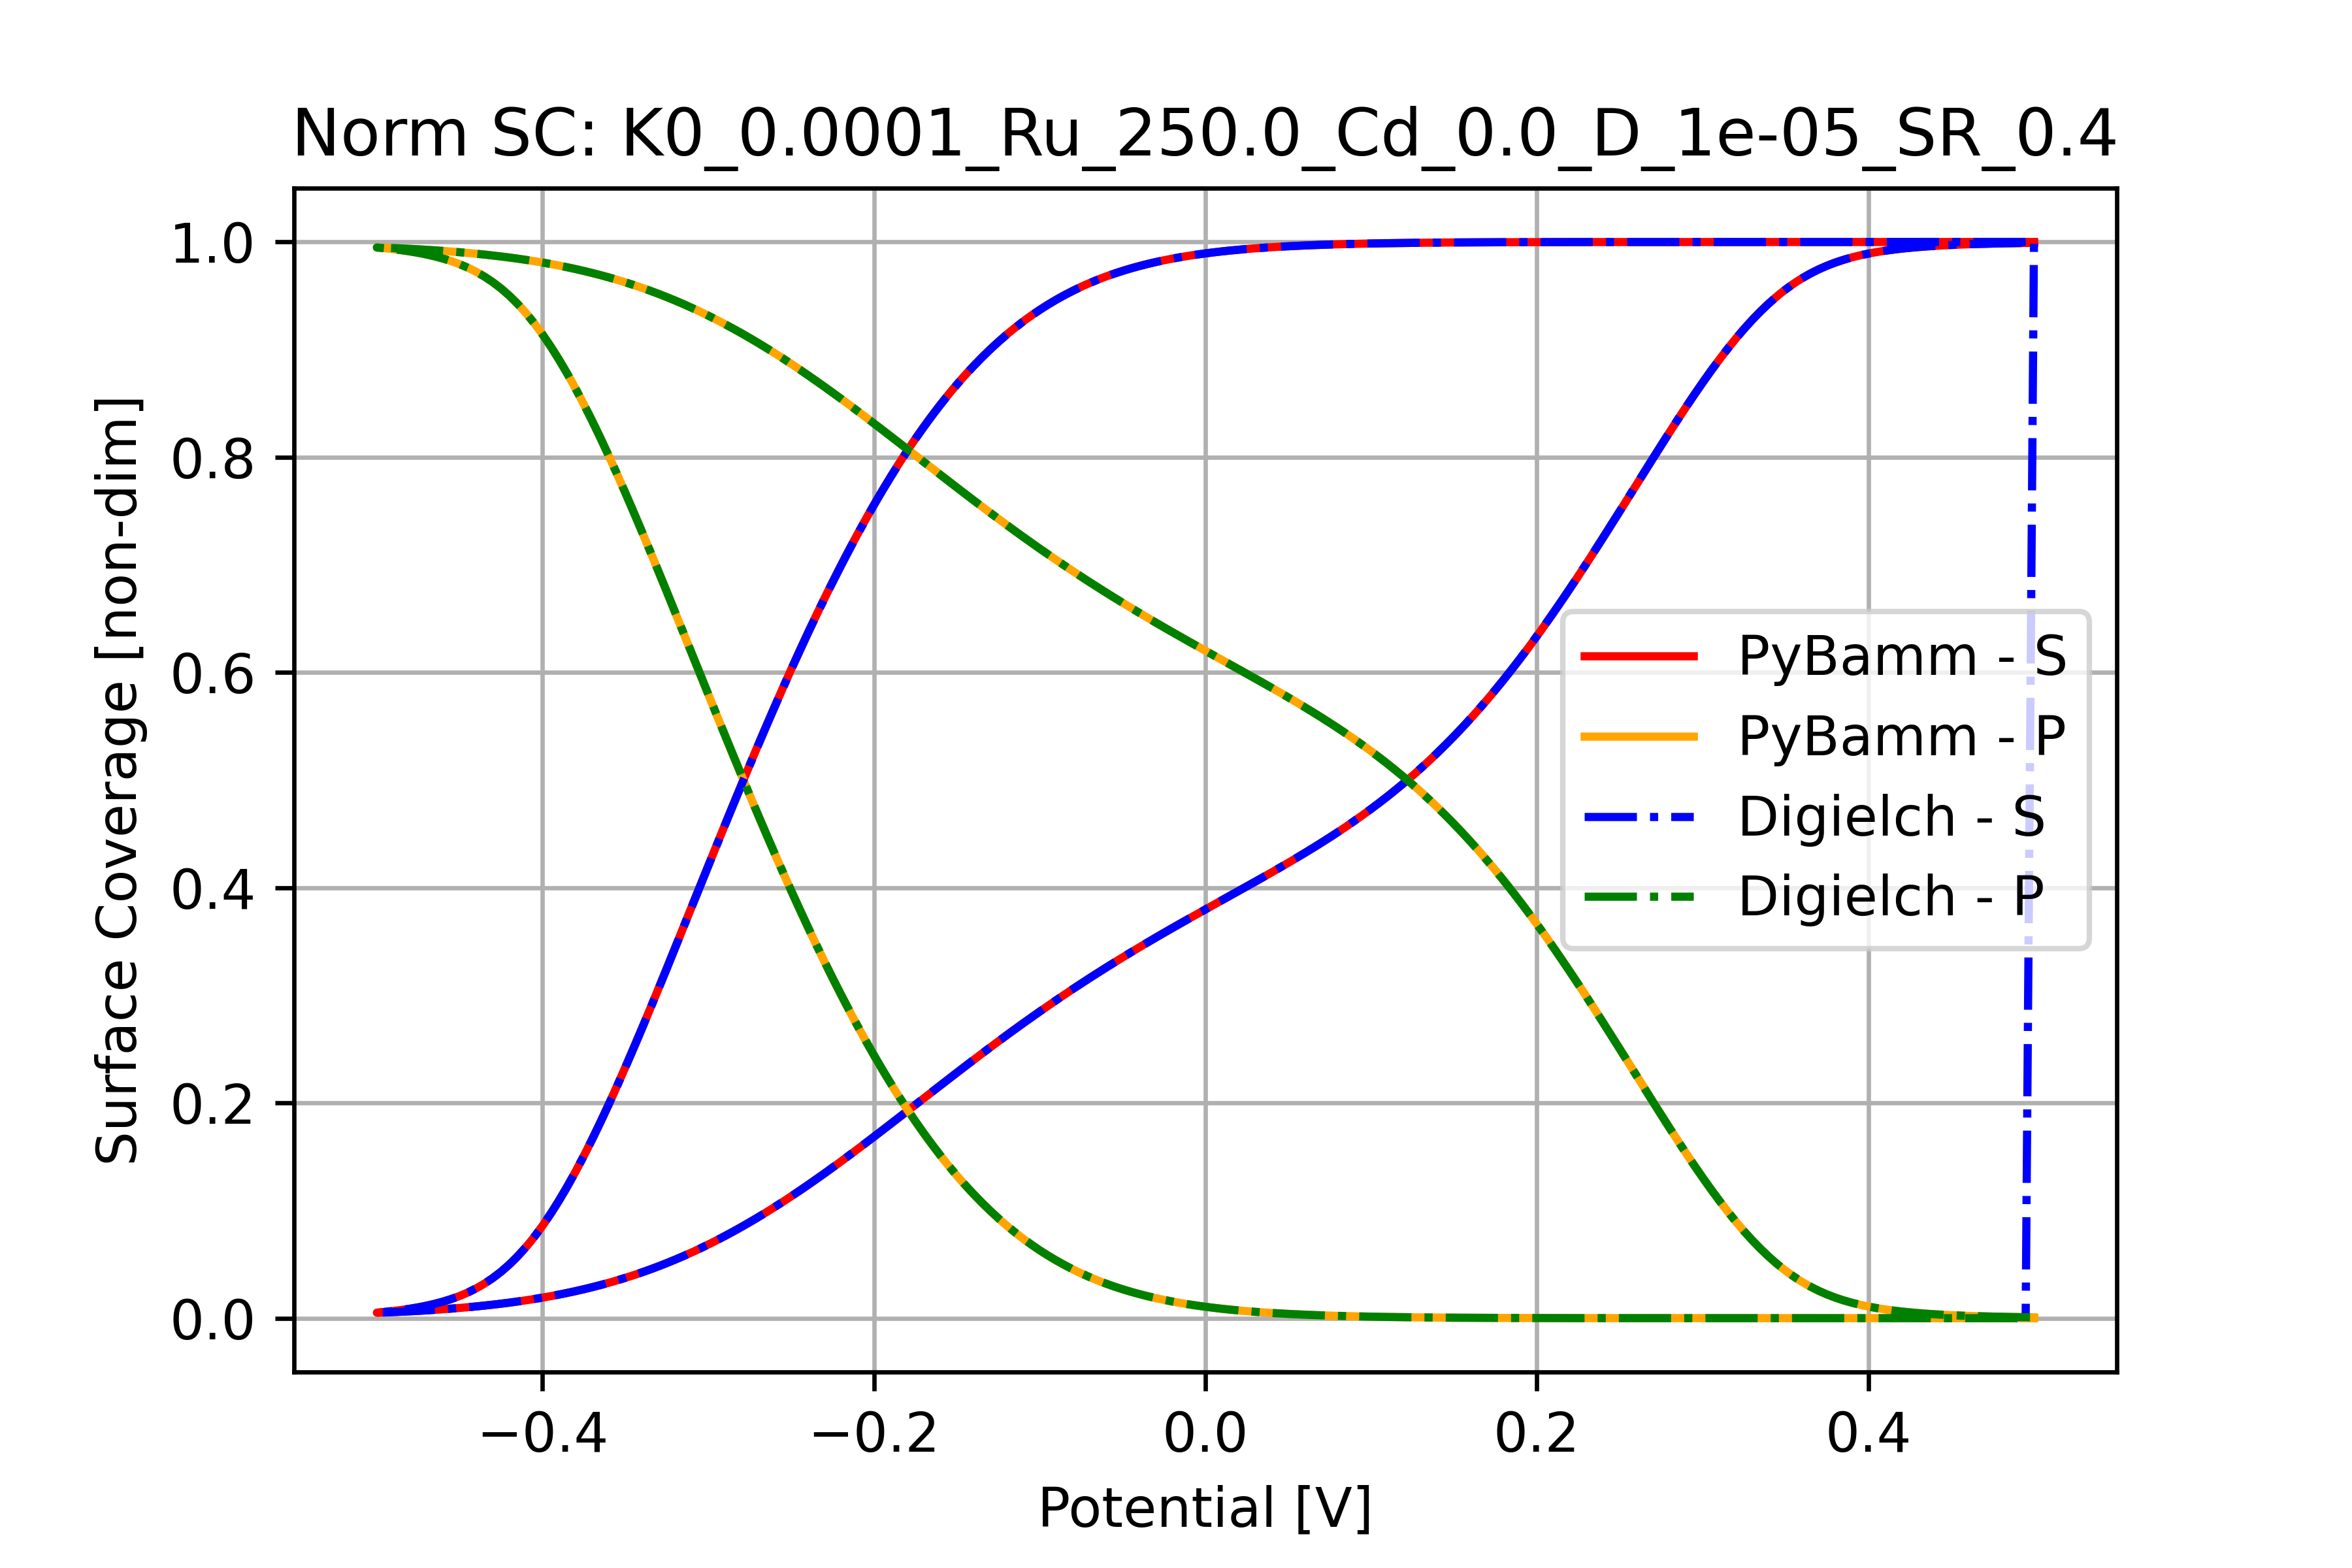 Norm SC: K0_0.0001_Ru_250.0_Cd_0.0_D_1e-05_SR_0.4
Surface Coverage [non-dim]
1.0
0.8
0.6
0.4
0.2
0.0
PyBamm - S
PyBamm - P
Digielch - S
Digielch - P
−0.4 −0.2 0.0 0.2 0.4
Potential [V]